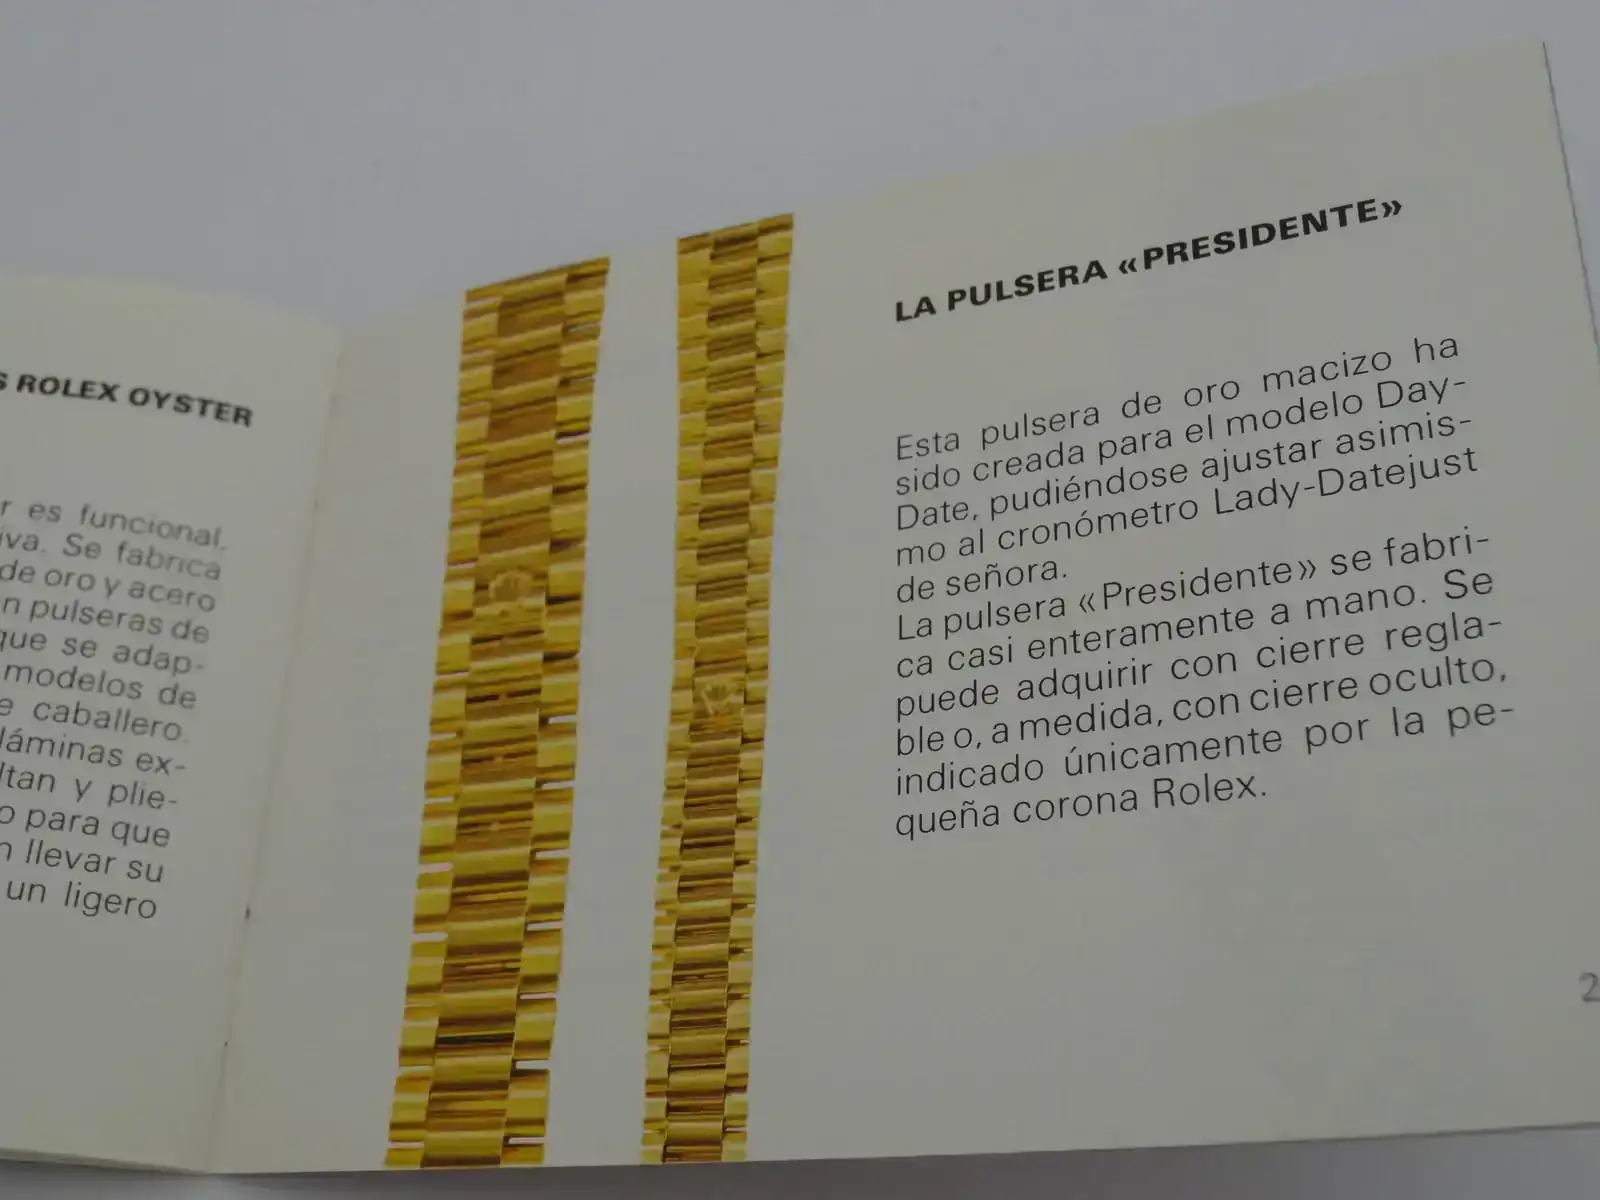 ROLEX OYSTER
es funcional.
Se fabrica
de oro y acero
pulseras de
que se adap-
modelos de
caballero.
láminas ex-
y plie-
para que
llevar su
un ligero
LA PULSERA «PRESIDENTE»
Esta pulsera de oro macizo ha
sido creada para el modelo Day-
Date, pudiéndose ajustar asimis-
mo al cronómetro Lady-Datejust
de señora.
La pulsera «Presidente» se fabri-
ca casi enteramente a mano. Se
puede adquirir con cierre regla-
ble o, a medida, con cierre oculto,
indicado únicamente por la pe-
queña corona Rolex.